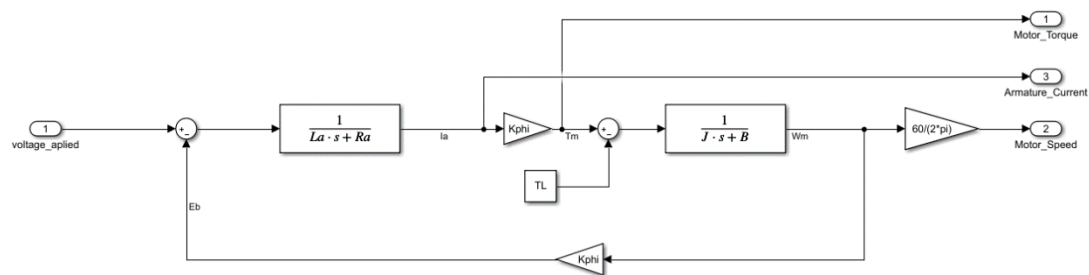 1
Motor_Torque
3
Armature_Current
1
voltage_aplied
+
-
1
La · s + Ra
Ia
Kphi
Tm
+
-
1
J · s + B
Wm
60/(2*pi)
2
Motor_Speed
TL
Eb
Kphi